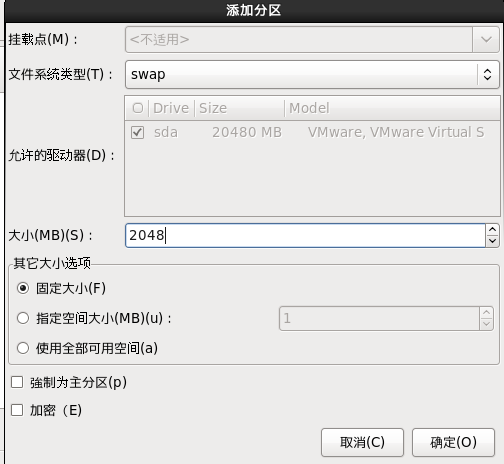 添加分区
挂载点(M)： <不适用>
文件系统类型(T)： swap
Drive Size Model
sda 20480 MB VMware, VMware Virtual S
允许的驱动器(D)：
大小(MB)(S)： 2048
其它大小选项
固定大小(F)
指定空间大小(MB)(u)： 1
使用全部可用空间(a)
強制为主分区(p)
加密（E)
取消(C) 确定(O)